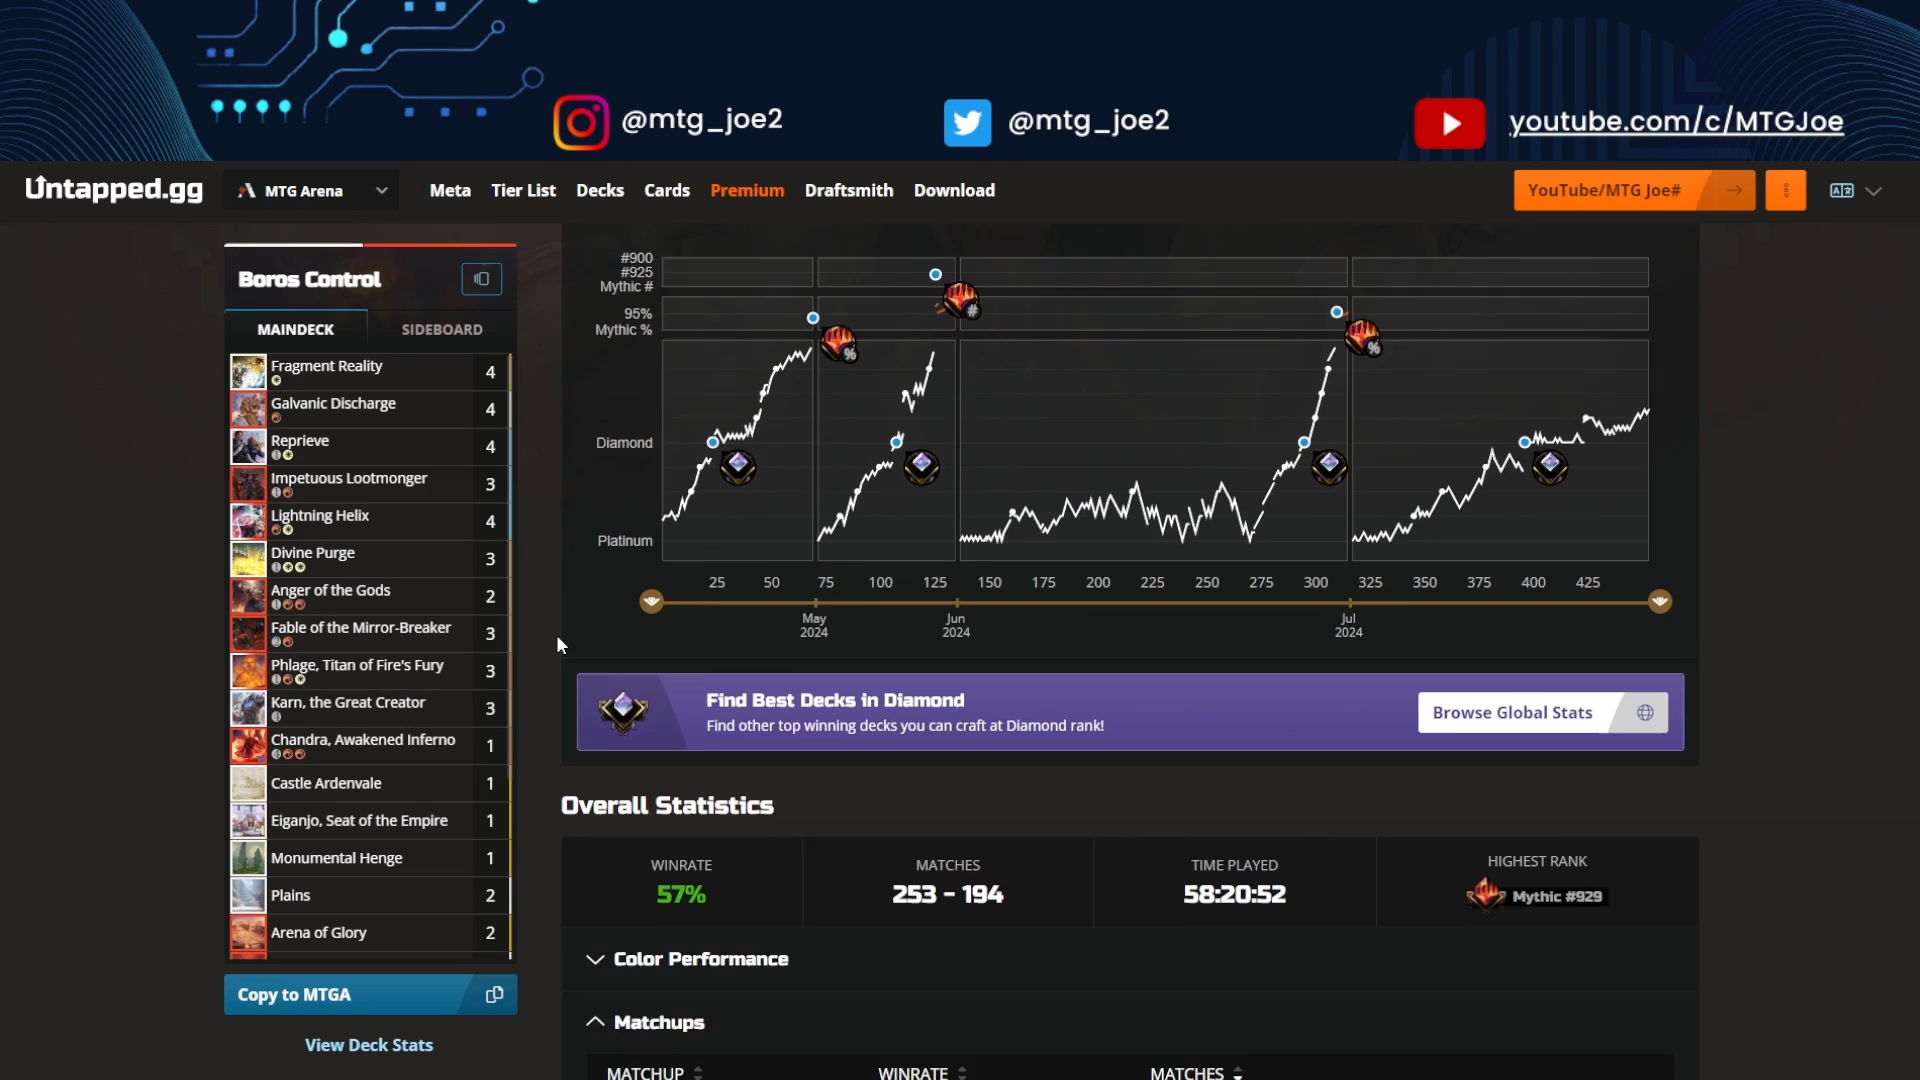 @mtg_joe2
@mtg_joe2
youtube.com/c/MTGJoe
Untapped.gg
MTG Arena
Meta
Tier List
Decks
Cards
Premium
Draftsmith
Download
YouTube/MTG Joe#
Boros Control
MAINDECK
SIDEBOARD
Fragment Reality 4
Galvanic Discharge 4
Reprieve 4
Impetuous Lootmonger 3
Lightning Helix 4
Divine Purge 3
Anger of the Gods 2
Fable of the Mirror-Breaker 3
Phlage, Titan of Fire's Fury 3
Karn, the Great Creator 3
Chandra, Awakened Inferno 1
Castle Ardenvale 1
Eiganjo, Seat of the Empire 1
Monumental Henge 1
Plains 2
Arena of Glory 2
Copy to MTGA
View Deck Stats
#900
#925
Mythic #
95%
Mythic %
Diamond
Platinum
#
%
%
25 50 75 100 125 150 175 200 225 250 275 300 325 350 375 400 425
May
2024
Jun
2024
Jul
2024
Find Best Decks in Diamond
Find other top winning decks you can craft at Diamond rank!
Browse Global Stats
Overall Statistics
WINRATE
57%
MATCHES
253 - 194
TIME PLAYED
58:20:52
HIGHEST RANK
Mythic #929
Color Performance
Matchups
MATCHUP
WINRATE
MATCHES